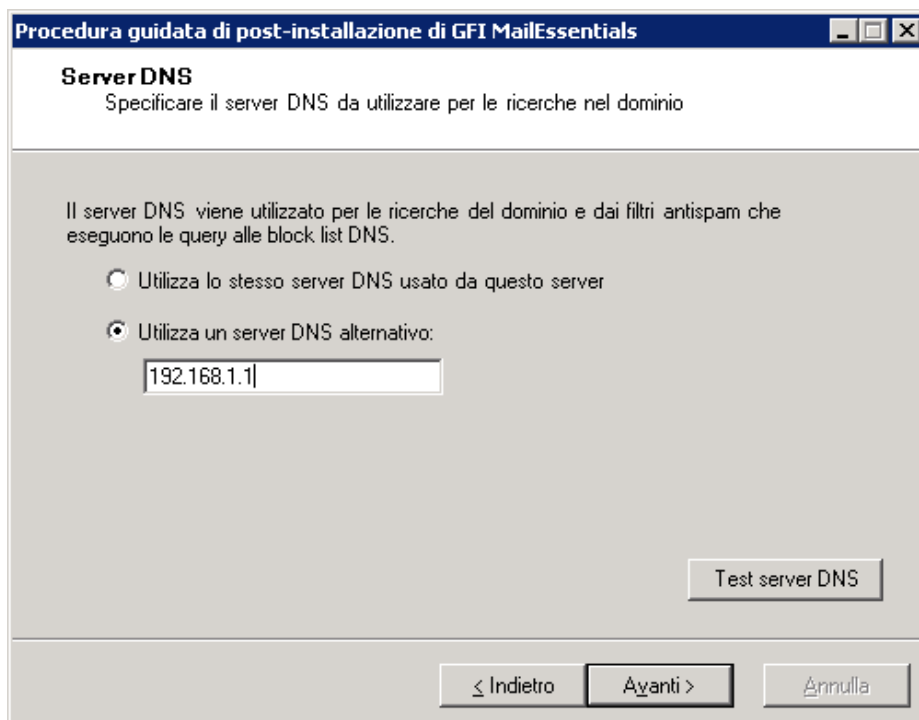 Procedura guidata di post-installazione di GFI MailEssentials
Server DNS
Specificare il server DNS da utilizzare per le ricerche nel dominio
Il server DNS viene utilizzato per le ricerche del dominio e dai filtri antispam che
eseguono le query alle block list DNS.
Utilizza lo stesso server DNS usato da questo server
Utilizza un server DNS alternativo:
192.168.1.1
Test server DNS
< Indietro
Avanti >
Annulla